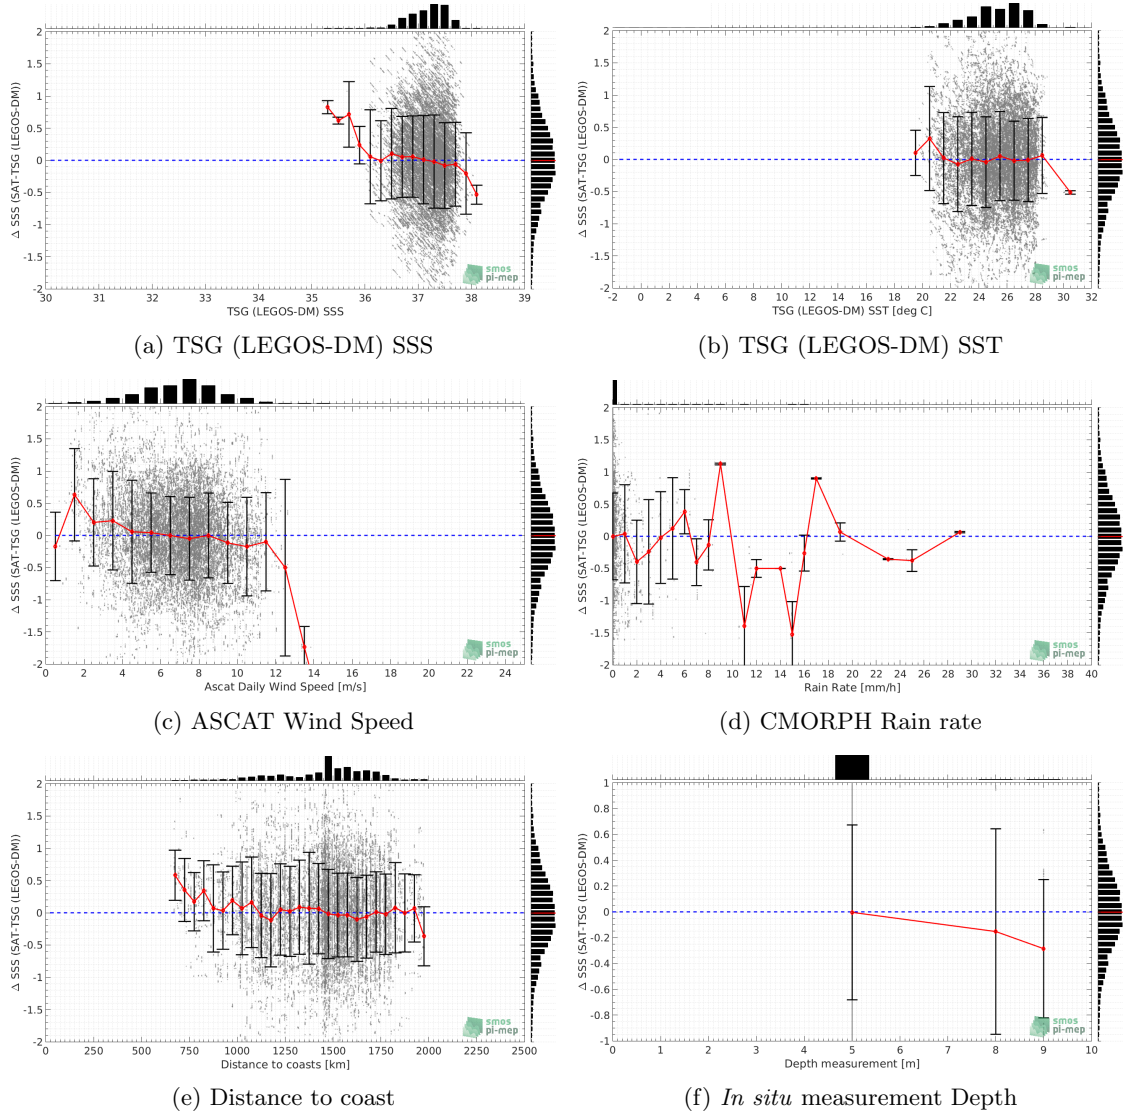 2
1.5
1
0.5
0
-0.5
-1
-1.5
-2
Δ SSS (SAT-TSG (LEGOS-DM))
30 31 32 33 34 35 36 37 38 39
TSG (LEGOS-DM) SSS
smos
pi-mep
(a) TSG (LEGOS-DM) SSS
2
1.5
1
0.5
0
-0.5
-1
-1.5
-2
Δ SSS (SAT-TSG (LEGOS-DM))
-2 0 2 4 6 8 10 12 14 16 18 20 22 24 26 28 30 32
TSG (LEGOS-DM) SST [deg C]
smos
pi-mep
(b) TSG (LEGOS-DM) SST
2
1.5
1
0.5
0
-0.5
-1
-1.5
-2
Δ SSS (SAT-TSG (LEGOS-DM))
0 2 4 6 8 10 12 14 16 18 20 22 24
Ascat Daily Wind Speed [m/s]
smos
pi-mep
(c) ASCAT Wind Speed
2
1.5
1
0.5
0
-0.5
-1
-1.5
-2
Δ SSS (SAT-TSG (LEGOS-DM))
0 2 4 6 8 10 12 14 16 18 20 22 24 26 28 30 32 34 36 38 40
Rain Rate [mm/h]
smos
pi-mep
(d) CMORPH Rain rate
2
1.5
1
0.5
0
-0.5
-1
-1.5
-2
Δ SSS (SAT-TSG (LEGOS-DM))
0 250 500 750 1000 1250 1500 1750 2000 2250 2500
Distance to coasts [km]
smos
pi-mep
(e) Distance to coast
1
0.8
0.6
0.4
0.2
0
-0.2
-0.4
-0.6
-0.8
-1
Δ SSS (SAT-TSG (LEGOS-DM))
0 1 2 3 4 5 6 7 8 9 10
Depth measurement [m]
smos
pi-mep
(f) In situ measurement Depth